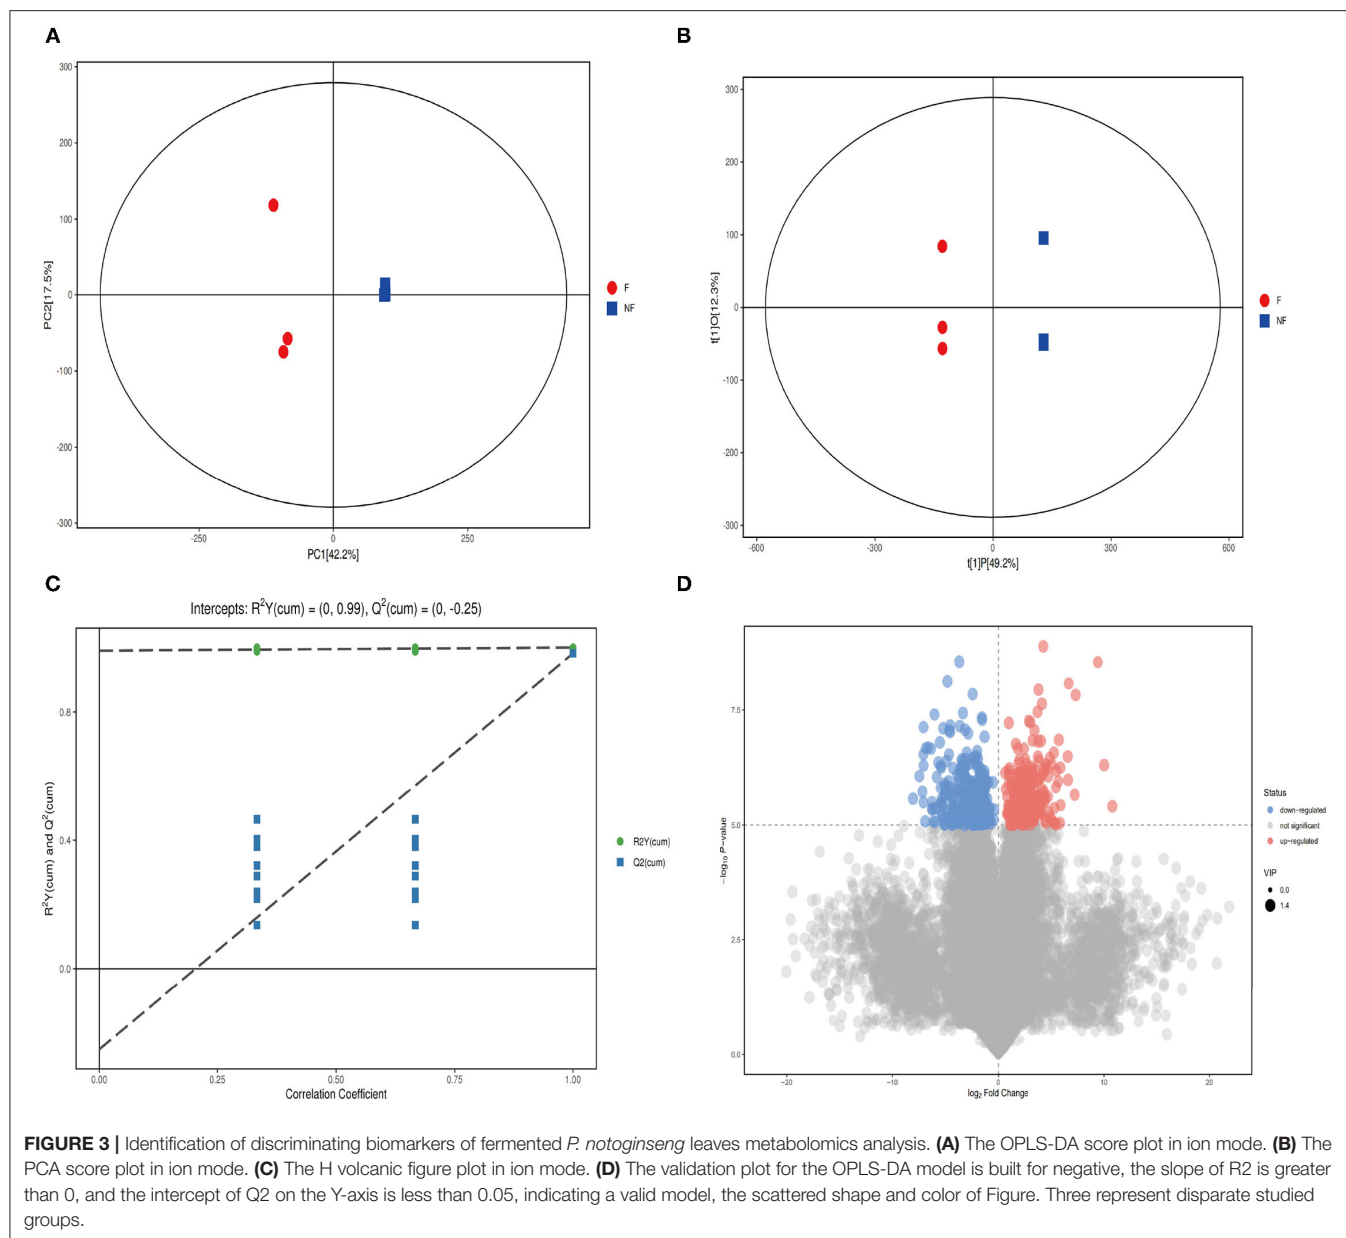 A
300
200
100
0
-100
-200
-300
PC2[17.5%]
-250
0
250
PC1[42.2%]
F
NF
B
300
200
100
0
-100
-200
-300
t[1]O[12.3%]
-600
-300
0
300
600
t[1]P[49.2%]
F
NF
C
Intercepts: R²Y(cum) = (0, 0.99), Q²(cum) = (0, -0.25)
0.8
0.4
0.0
R²Y(cum) and Q²(cum)
0.00
0.25
0.50
0.75
1.00
Correlation Coefficient
R2Y(cum)
Q2(cum)
D
7.5
5.0
2.5
0.0
−log₁₀ P−value
−20
−10
0
10
20
log₂ Fold Change
Status
down−regulated
not significant
up−regulated
VIP
0.0
1.4
FIGURE 3 | Identification of discriminating biomarkers of fermented P. notoginseng leaves metabolomics analysis. (A) The OPLS-DA score plot in ion mode. (B) The
PCA score plot in ion mode. (C) The H volcanic figure plot in ion mode. (D) The validation plot for the OPLS-DA model is built for negative, the slope of R2 is greater
than 0, and the intercept of Q2 on the Y-axis is less than 0.05, indicating a valid model, the scattered shape and color of Figure. Three represent disparate studied
groups.